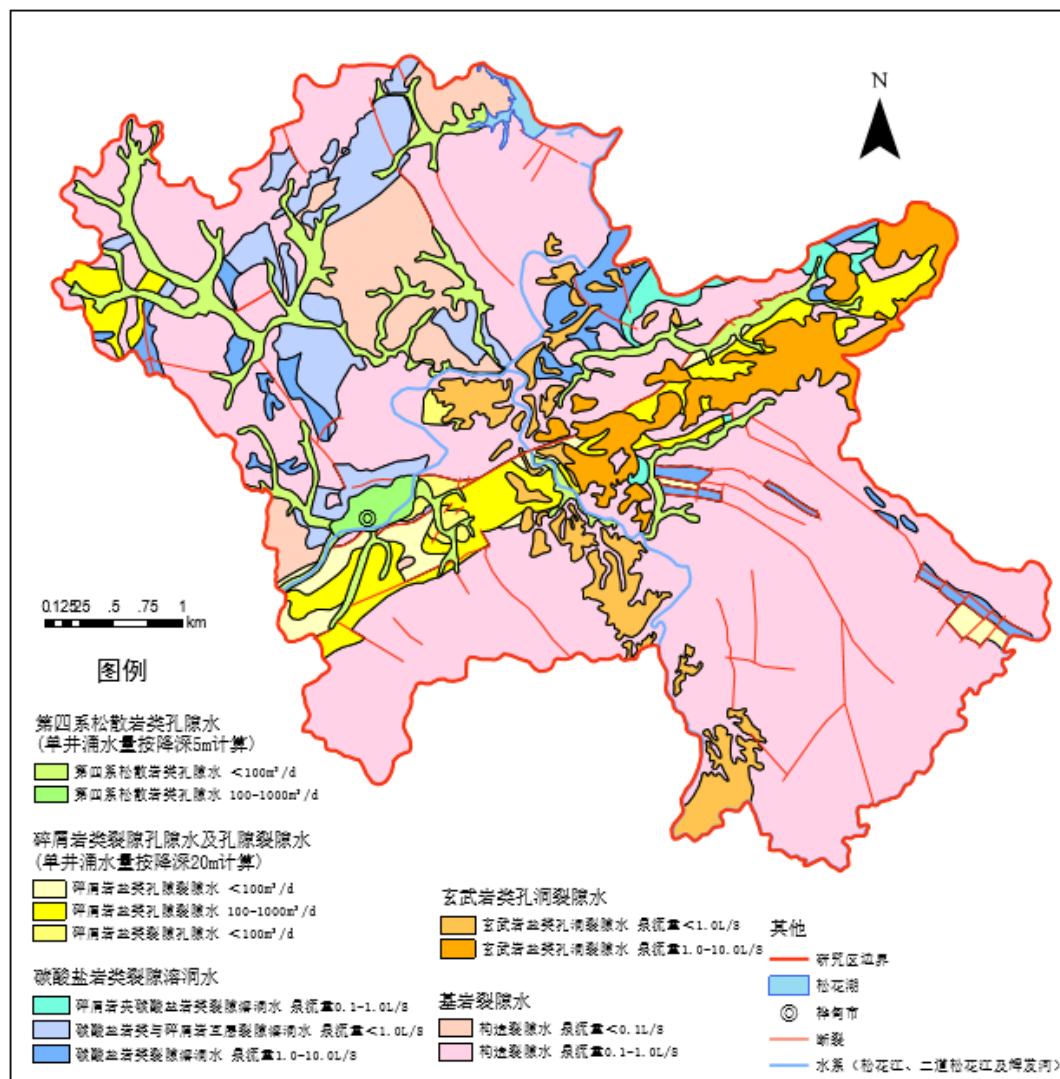 N
0.12525 .5 .75 1
km
图例
第四系松散岩类孔隙水
(单井涌水量按降深5m计算)
第四系松散岩类孔隙水 <100m³/d
第四系松散岩类孔隙水 100-1000m³/d
碎屑岩类裂隙孔隙水及孔隙裂隙水
(单井涌水量按降深20m计算)
碎屑岩盐类孔隙裂隙水 <100m³/d
碎屑岩盐类孔隙裂隙水 100-1000m³/d
碎屑岩盐类裂隙孔隙水 <100m³/d
碳酸盐岩类裂隙溶洞水
碎屑岩夹碳酸盐岩类裂隙溶洞水 泉流量0.1-1.0L/S
碳酸盐岩类与碎屑岩互层裂隙溶洞水 泉流量<1.0L/S
碳酸盐岩类裂隙溶洞水 泉流量1.0-10.0L/S
玄武岩类孔洞裂隙水
玄武岩盐类孔洞裂隙水 泉流量<1.0L/S
玄武岩盐类孔洞裂隙水 泉流量1.0-10.0L/S
基岩裂隙水
构造裂隙水 泉流量<0.1L/S
构造裂隙水 泉流量0.1-1.0L/S
其他
研究区边界
松花湖
桦甸市
断裂
水系（松花江、二道松花江及辉发河）